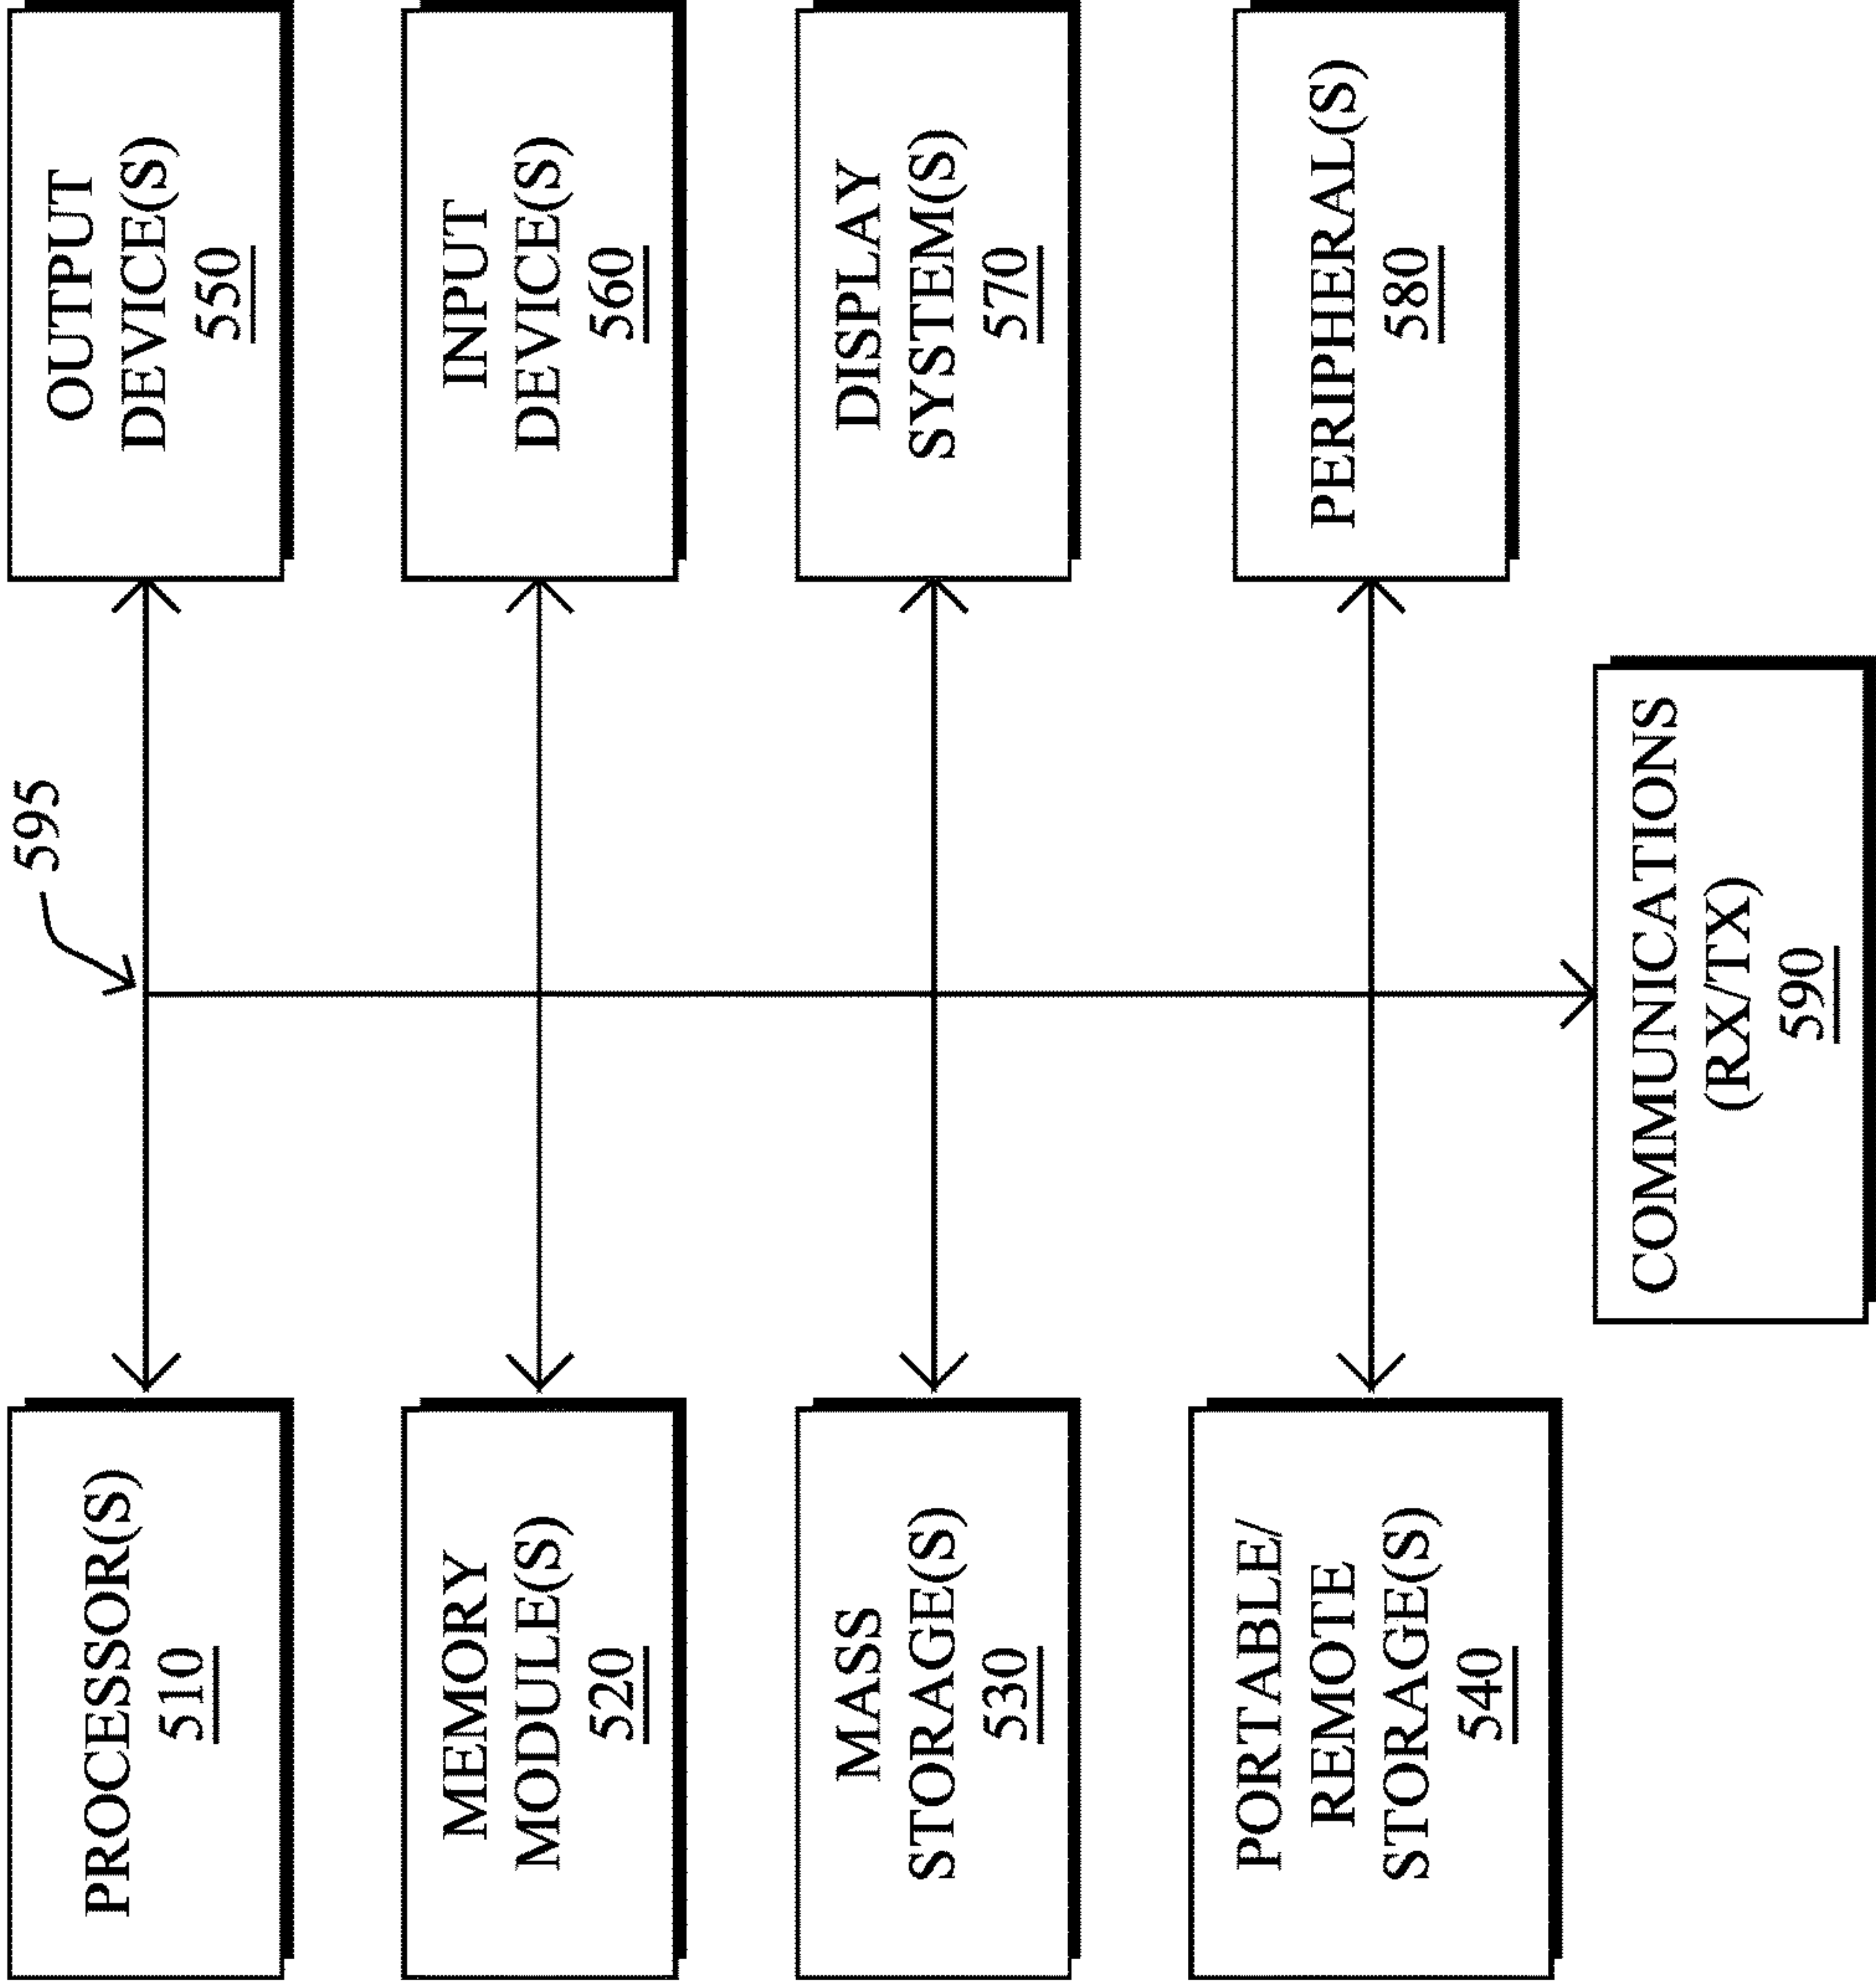 595
PROCESSOR(S)
510
OUTPUT
DEVICE(S)
550
MEMORY
MODULE(S)
520
INPUT
DEVICE(S)
560
MASS
STORAGE(S)
530
DISPLAY
SYSTEM(S)
570
PORTABLE/
REMOTE
STORAGE(S)
540
PERIPHERAL(S)
580
COMMUNICATIONS
(RX/TX)
590